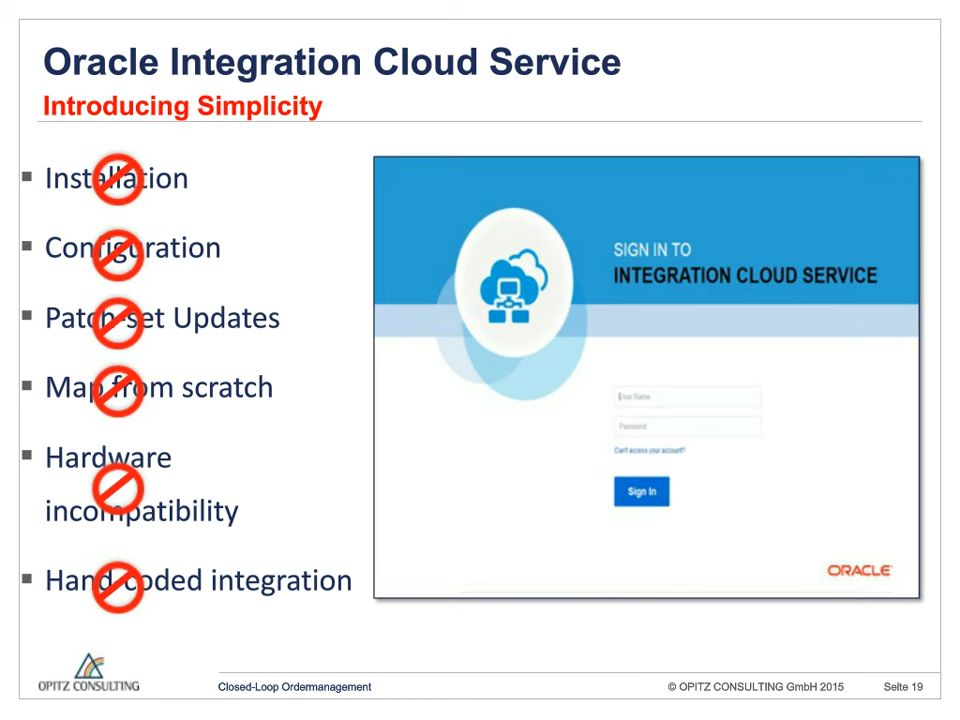 Oracle Integration Cloud Service
Introducing Simplicity
Installation
Configuration
Patch-set Updates
Map from scratch
Hardware
incompatibility
Hand-coded integration
SIGN IN TO
INTEGRATION CLOUD SERVICE
User Name
Password
Can't access your account?
Sign In
ORACLE
OPITZ CONSULTING
Closed-Loop Ordermanagement
© OPITZ CONSULTING GmbH 2015
Seite 19